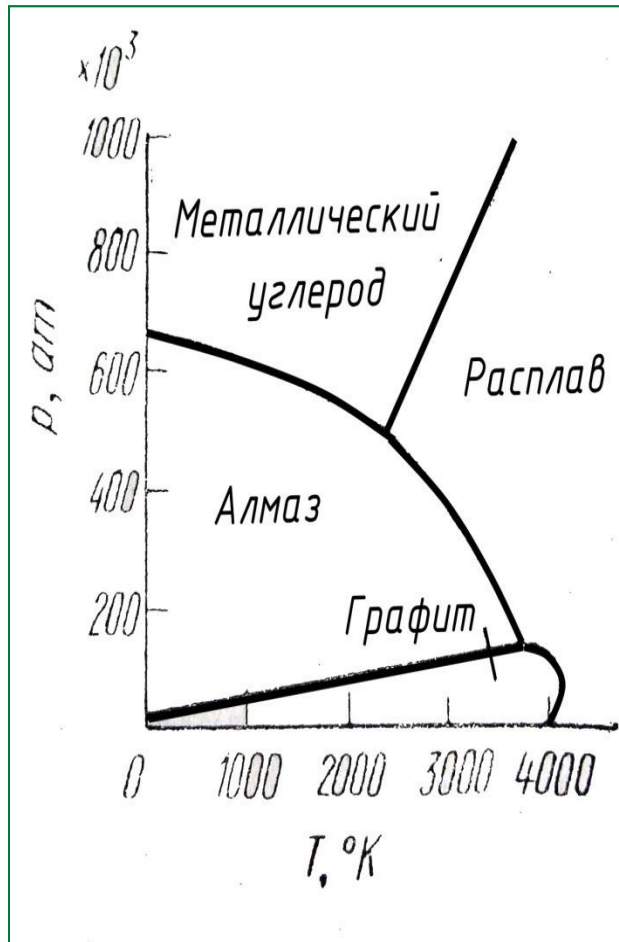 ×10³
1000
Металлический
800
углерод
p, ат
600
Расплав
400
Алмаз
200
Графит
0
1000
2000
3000
4000
T, °K